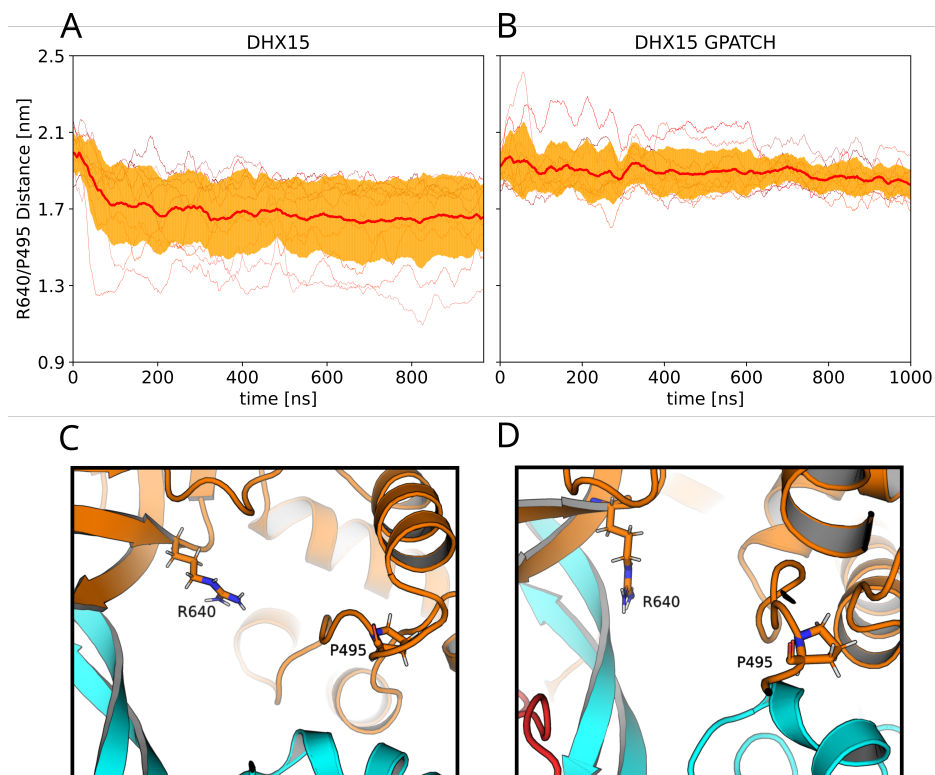 A
B
DHX15
DHX15 GPATCH
R640/P495 Distance [nm]
2.5
2.1
1.7
1.3
0.9
0 200 400 600 800
0 200 400 600 800 1000
time [ns]
time [ns]
C
D
R640
P495
R640
P495